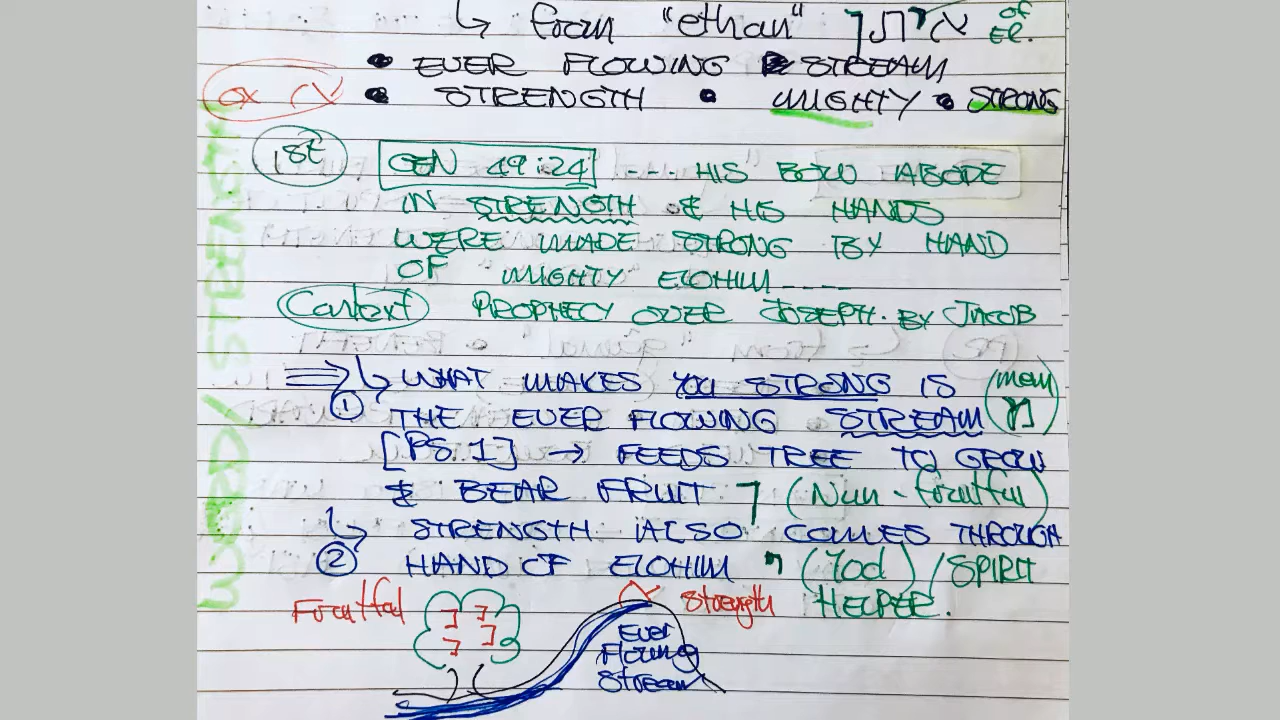 ↳ from "ethan" איתן of EL.
• EVER FLOWING STREAM
OX • STRENGTH • MIGHTY • STRONG
1st GEN 49:24 ---. HIS BOW ABODE
IN STRENGTH & HIS HANDS
WERE MADE STRONG BY HAND
OF MIGHTY ELOHIM ----
Context PROPHECY OVER JOSEPH. BY JACOB
⇒ ↳ WHAT MAKES YOU STRONG IS (mem
① THE EVER FLOWING STREAM מ)
[PS. 1] → FEEDS TREE TO GROW
& BEAR FRUIT ן (Nun - fruitful)
↳ STRENGTH ALSO COMES THROUGH
② HAND OF ELOHIM י (Yod) / SPIRIT
Fruitful Strength HELPER.
Ever
Flowing
Stream